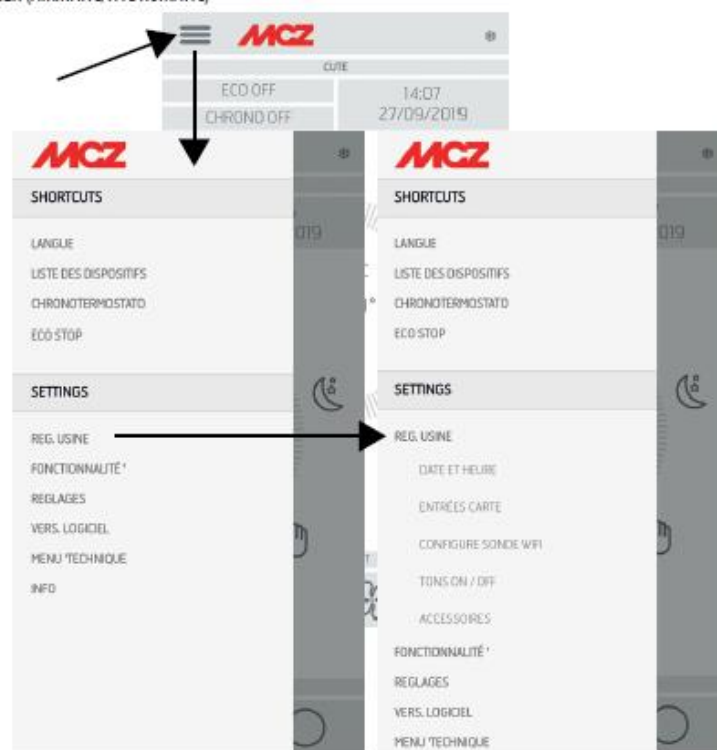 MCZ
CUTE
ECO OFF
CHRONO OFF
14:07
27/09/2019
MCZ
SHORTCUTS
LANGUE
LISTE DES DISPOSITIFS
CHRONOTERMOSTATO
ECO STOP
SETTINGS
REG. USINE
FONCTIONNALITÉ'
REGLAGES
VERS. LOGICIEL
MENU TECHNIQUE
INFO
019
MCZ
SHORTCUTS
LANGUE
LISTE DES DISPOSITIFS
CHRONOTERMOSTATO
ECO STOP
SETTINGS
REG. USINE
DATE ET HEURE
ENTRÉES CARTE
CONFIGURE SONDE WIFI
TONS ON / OFF
ACCESSOIRES
FONCTIONNALITÉ'
REGLAGES
VERS. LOGICIEL
MENU TECHNIQUE
019